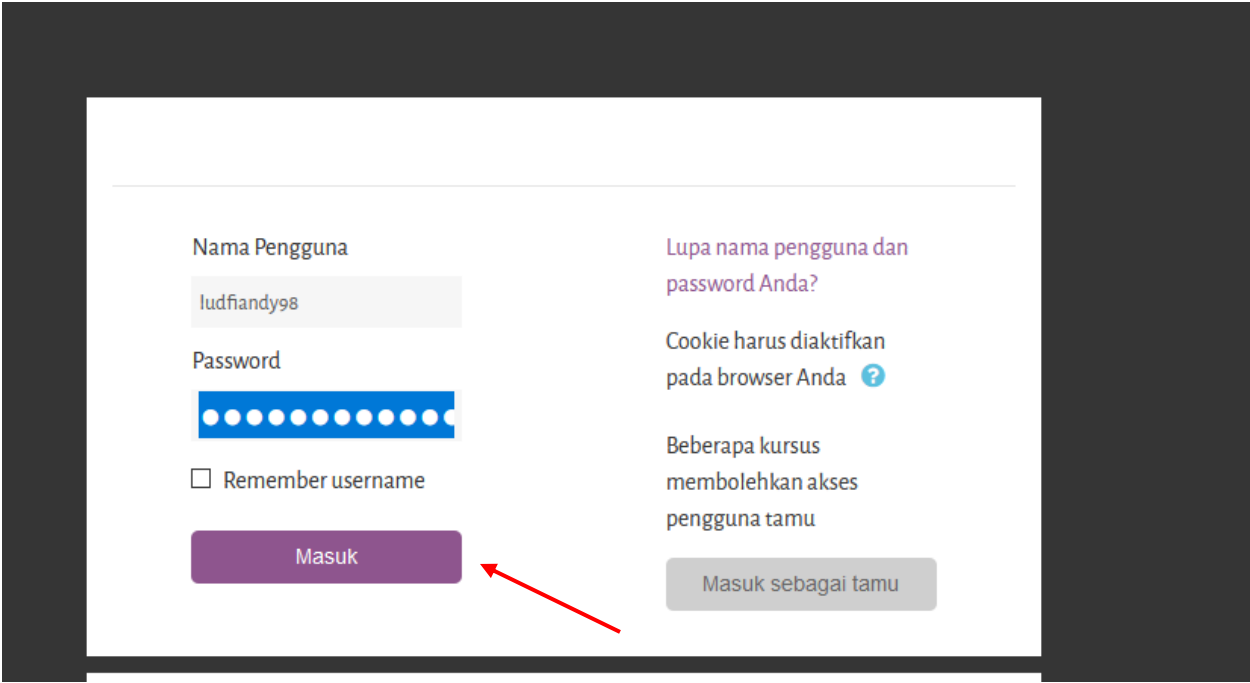 Nama Pengguna
ludfiandy98
Password
Remember username
Masuk
Lupa nama pengguna dan
password Anda?
Cookie harus diaktifkan
pada browser Anda ?
Beberapa kursus
membolehkan akses
pengguna tamu
Masuk sebagai tamu